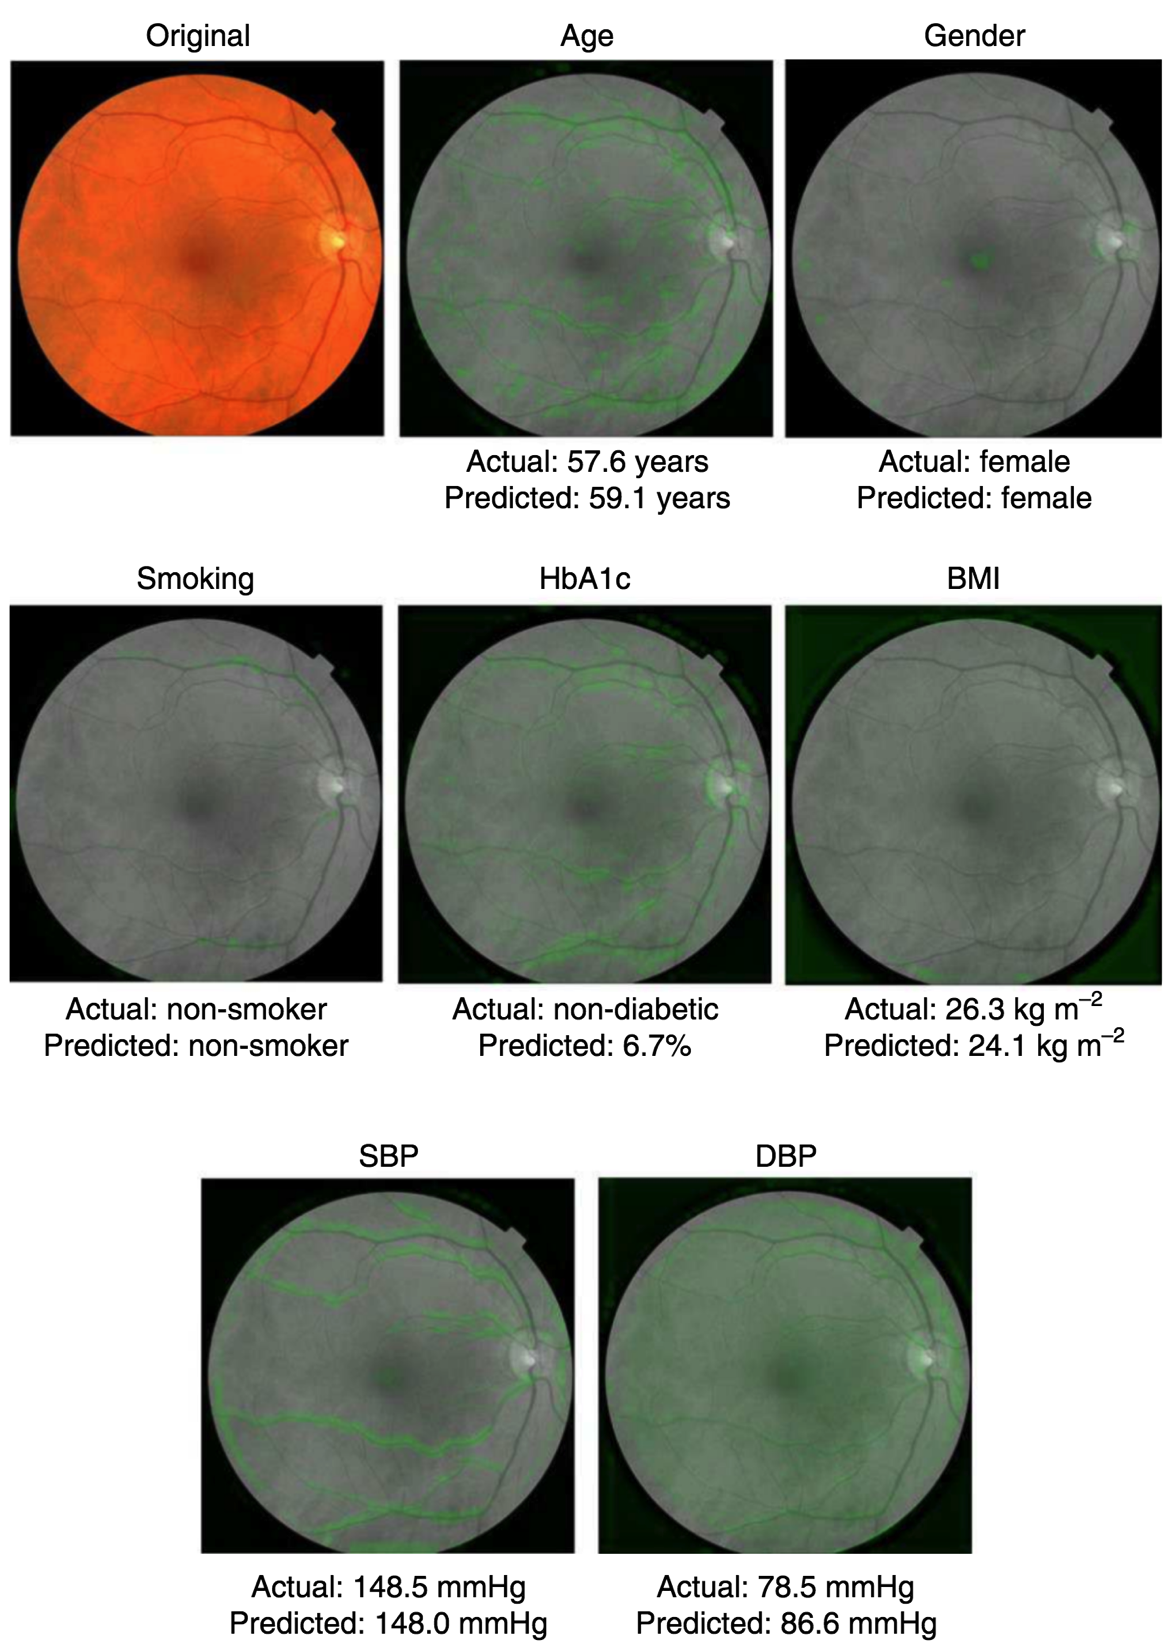 Original
Age
Gender
Actual: 57.6 years
Predicted: 59.1 years
Actual: female
Predicted: female
Smoking
HbA1c
BMI
Actual: non-smoker
Predicted: non-smoker
Actual: non-diabetic
Predicted: 6.7%
Actual: 26.3 kg m⁻²
Predicted: 24.1 kg m⁻²
SBP
DBP
Actual: 148.5 mmHg
Predicted: 148.0 mmHg
Actual: 78.5 mmHg
Predicted: 86.6 mmHg